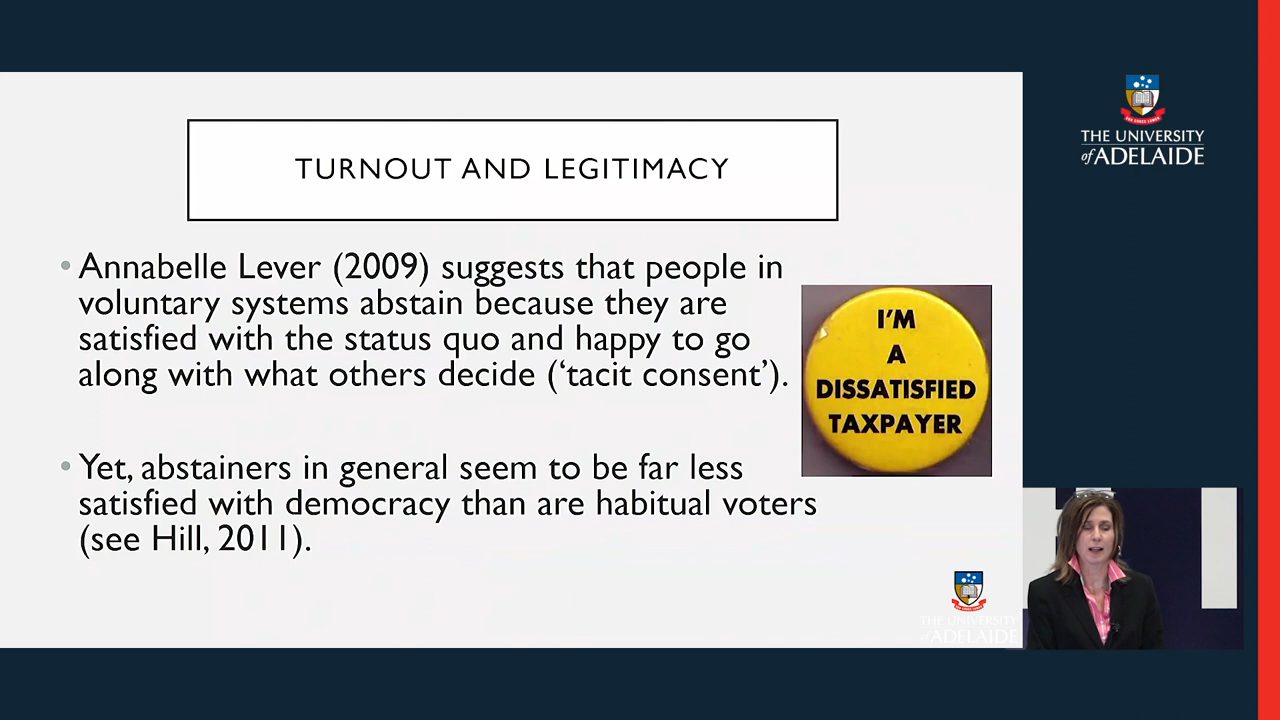 THE UNIVERSITY
of ADELAIDE
TURNOUT AND LEGITIMACY
• Annabelle Lever (2009) suggests that people in
voluntary systems abstain because they are
satisfied with the status quo and happy to go
along with what others decide (‘tacit consent’).
I'M
A
DISSATISFIED
TAXPAYER
• Yet, abstainers in general seem to be far less
satisfied with democracy than are habitual voters
(see Hill, 2011).
THE UNIVERSITY
of ADELAIDE